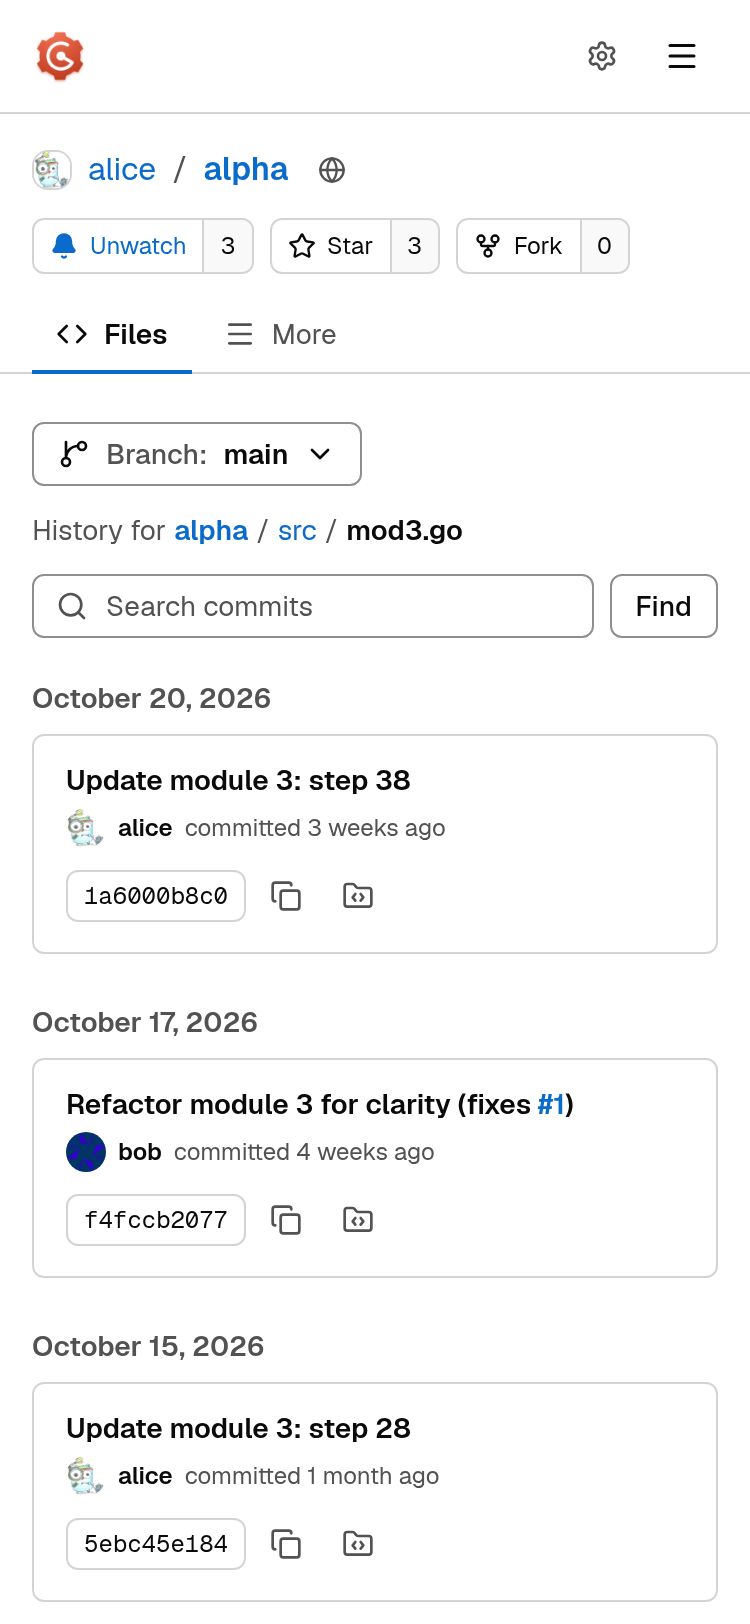 alice / alpha
Unwatch 3 Star 3 Fork 0
Files More
Branch: main
History for alpha / src / mod3.go
Search commits Find
October 20, 2026
Update module 3: step 38
alice committed 3 weeks ago
1a6000b8c0
October 17, 2026
Refactor module 3 for clarity (fixes #1)
bob committed 4 weeks ago
f4fccb2077
October 15, 2026
Update module 3: step 28
alice committed 1 month ago
5ebc45e184